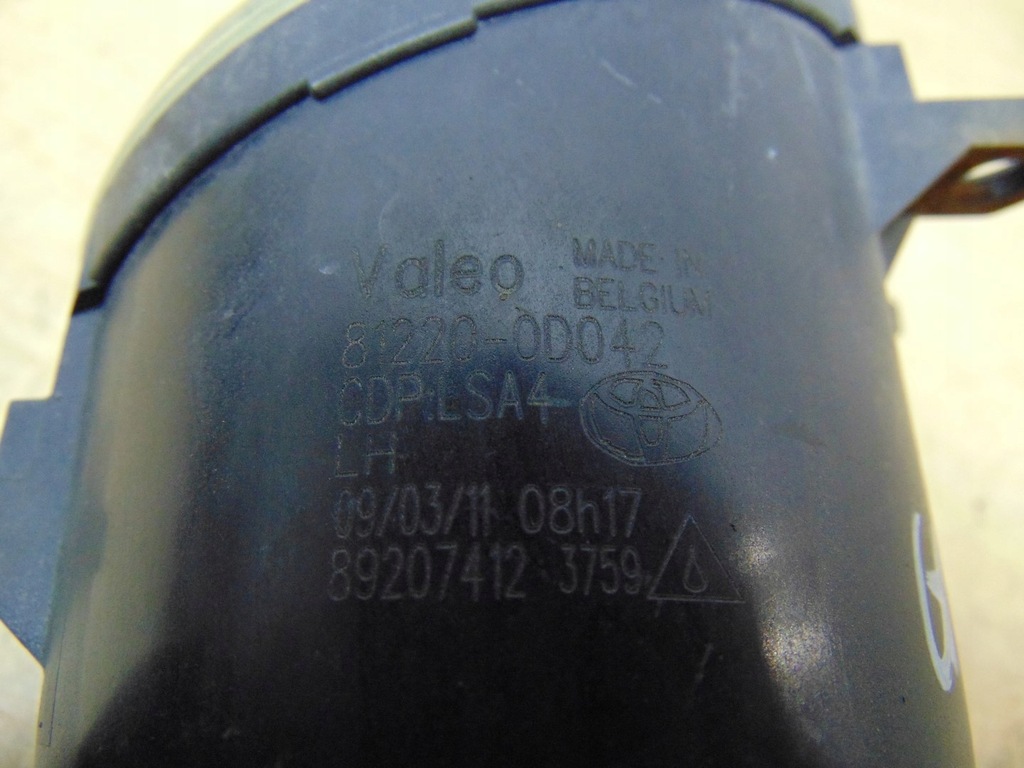 Valeo MADE IN
BELGIUM
81220-0D042
CDP:LSA4
LH
09/03/11 08h17
89207412 3759